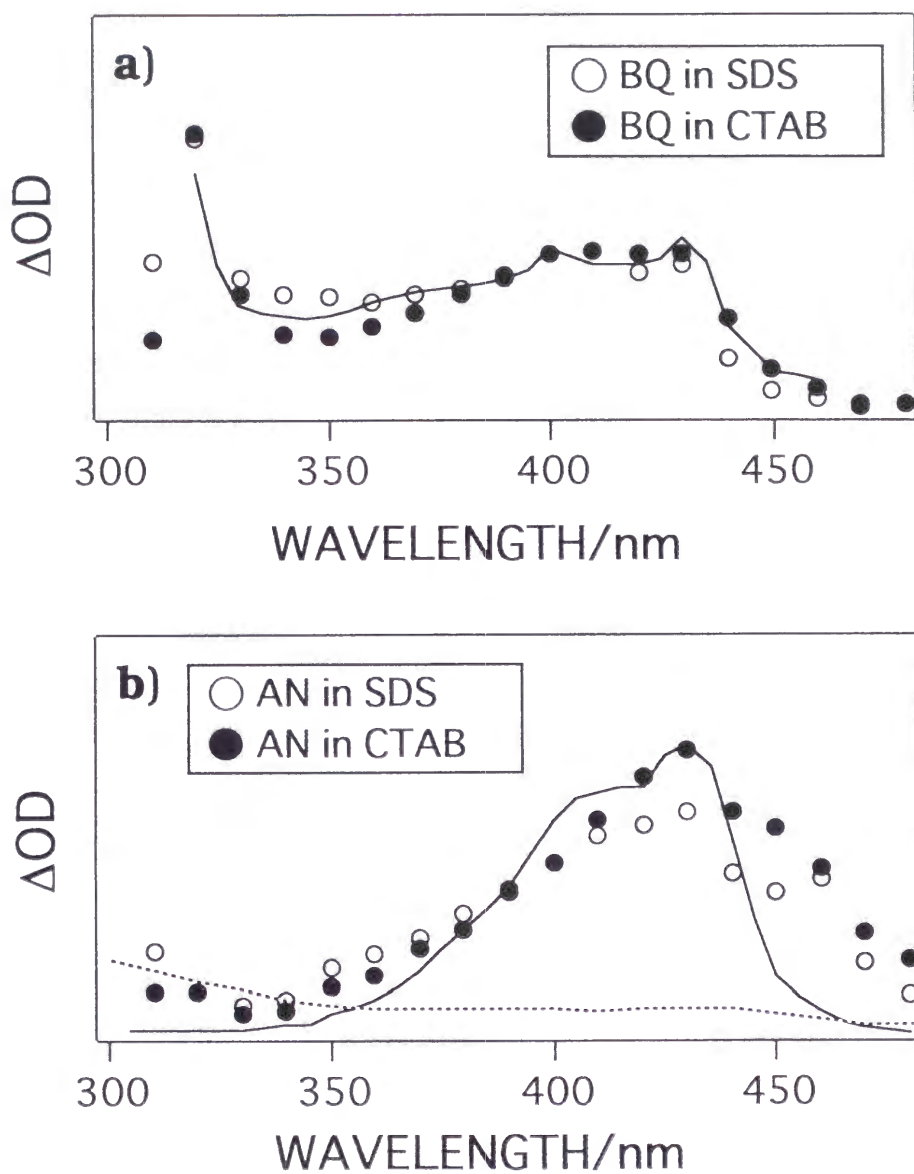 a)
○ BQ in SDS
● BQ in CTAB
ΔOD
300 350 400 450
WAVELENGTH/nm
b)
○ AN in SDS
● AN in CTAB
ΔOD
300 350 400 450
WAVELENGTH/nm